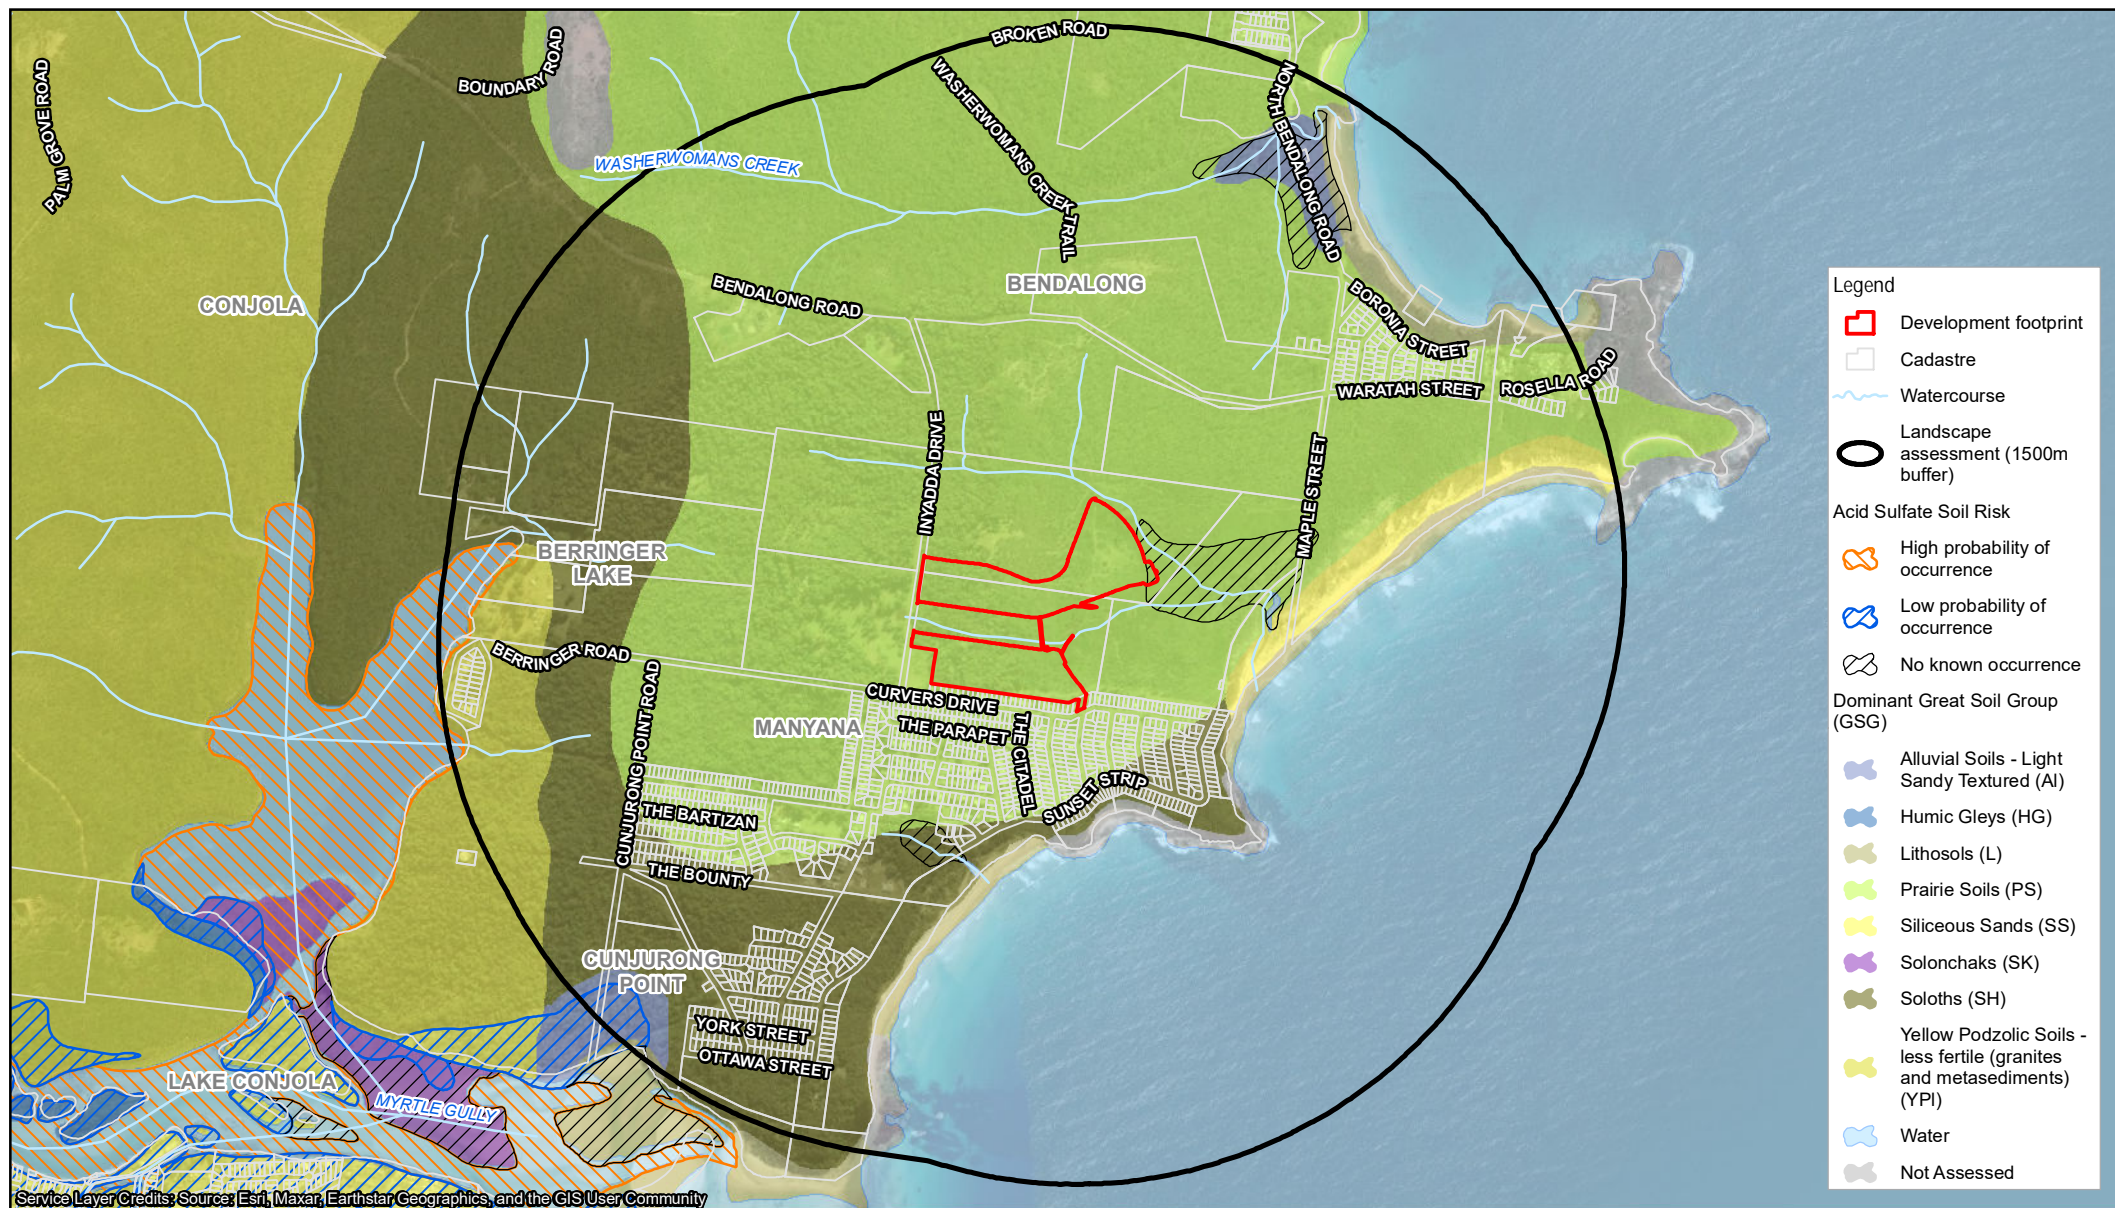 BROKEN ROAD
BOUNDARY ROAD
PALM GROVE ROAD
WASHERWOMANS CREEK TRAIL
NORTH BENDALONG ROAD
WASHERWOMANS CREEK
CONJOLA
BENDALONG ROAD
BENDALONG
BORONIA STREET
WARATAH STREET
ROSELLA ROAD
INYADDA DRIVE
MAPLE STREET
BERRINGER
LAKE
BERRINGER ROAD
CUNJURONG POINT ROAD
CURVERS DRIVE
MANYANA
THE PARAPET
THE CITADEL
SUNSET STRIP
THE BARTIZAN
THE BOUNTY
CUNJURONG
POINT
YORK STREET
OTTAWA STREET
LAKE CONJOLA
MYRTLE GULLY
Service Layer Credits: Source: Esri, Maxar, Earthstar Geographics, and the GIS User Community
Legend
Development footprint
Cadastre
Watercourse
Landscape
assessment (1500m
buffer)
Acid Sulfate Soil Risk
High probability of
occurrence
Low probability of
occurrence
No known occurrence
Dominant Great Soil Group
(GSG)
Alluvial Soils - Light
Sandy Textured (Al)
Humic Gleys (HG)
Lithosols (L)
Prairie Soils (PS)
Siliceous Sands (SS)
Solonchaks (SK)
Soloths (SH)
Yellow Podzolic Soils -
less fertile (granites
and metasediments)
(YPl)
Water
Not Assessed